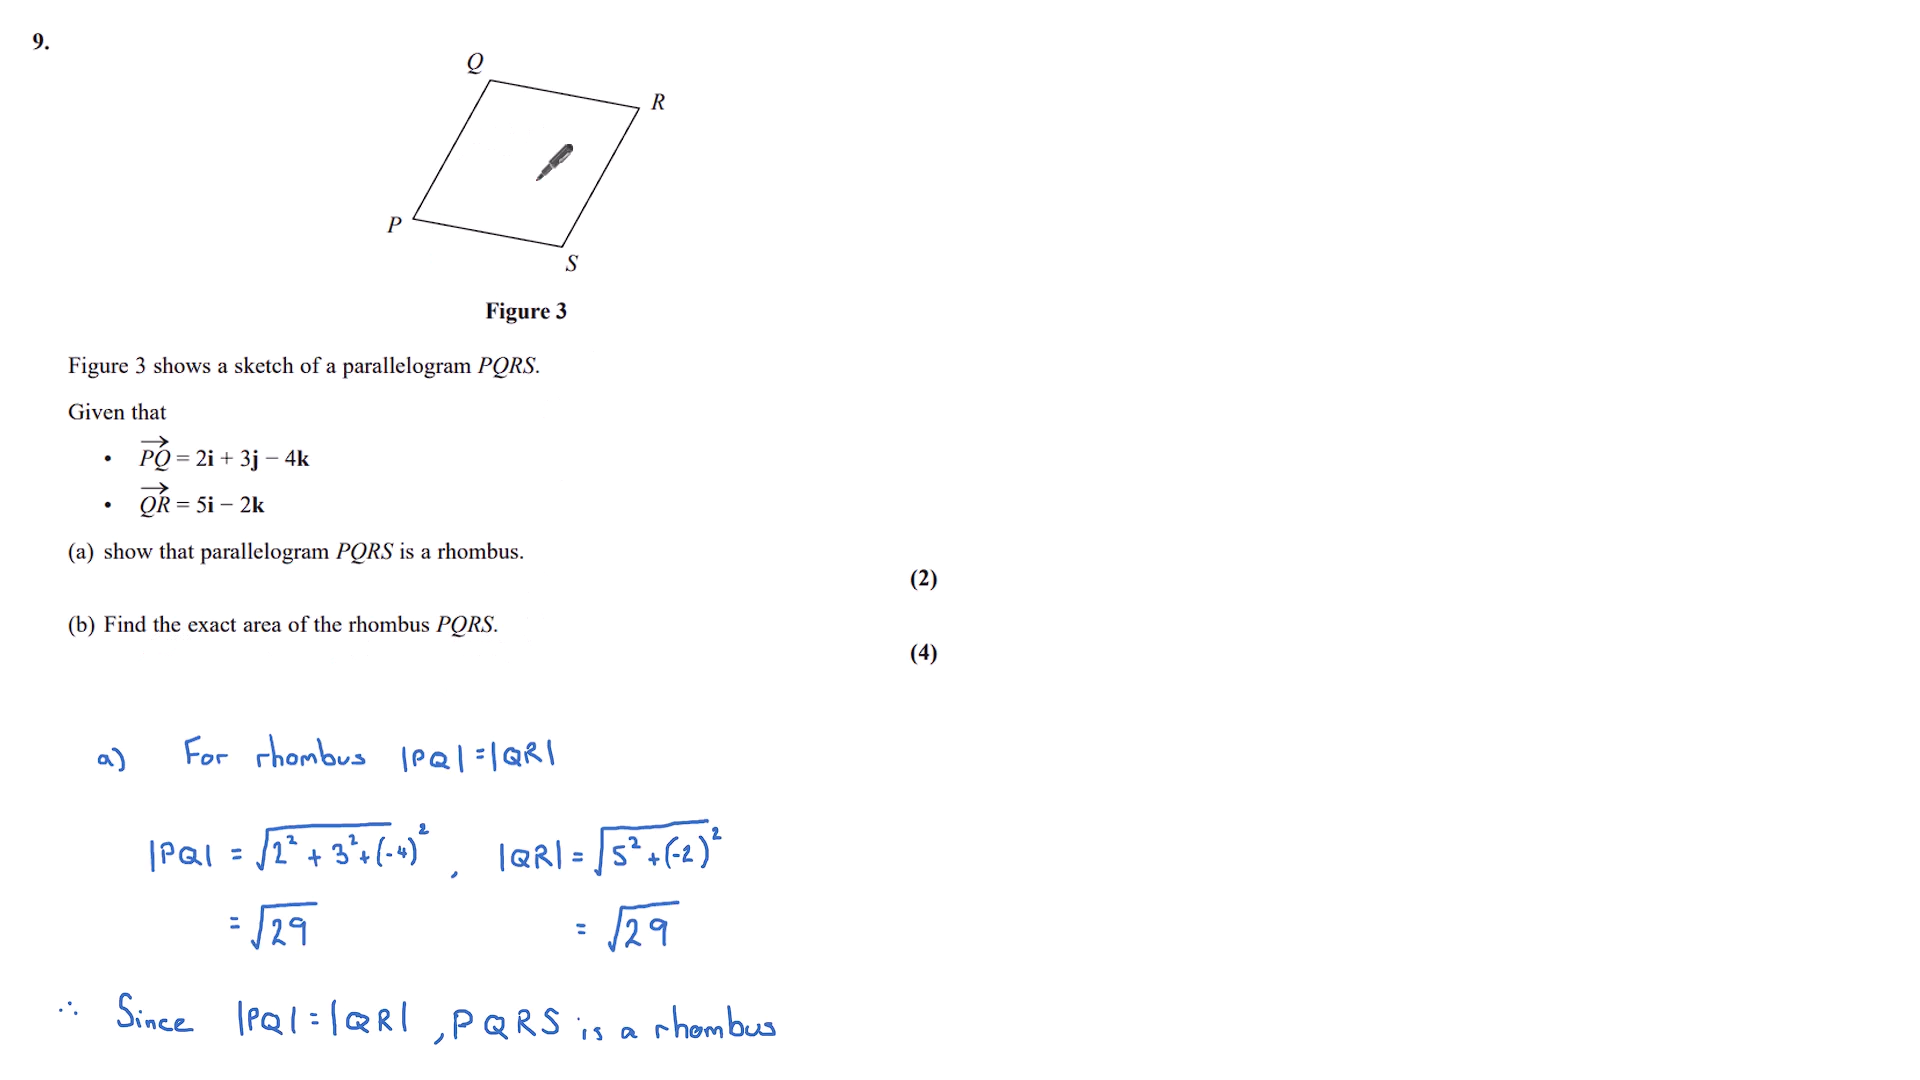 9.
Q
R
P
S
Figure 3
Figure 3 shows a sketch of a parallelogram PQRS.
Given that
• $\overrightarrow{PQ}$ = 2i + 3j − 4k
• $\overrightarrow{QR}$ = 5i − 2k
(a) show that parallelogram PQRS is a rhombus.
(2)
(b) Find the exact area of the rhombus PQRS.
(4)
a) For rhombus |PQ| = |QR|
|PQ| = √2² + 3² + (-4)² , |QR| = √5² + (-2)²
= √29 = √29
∴ Since |PQ| = |QR| , PQRS is a rhombus